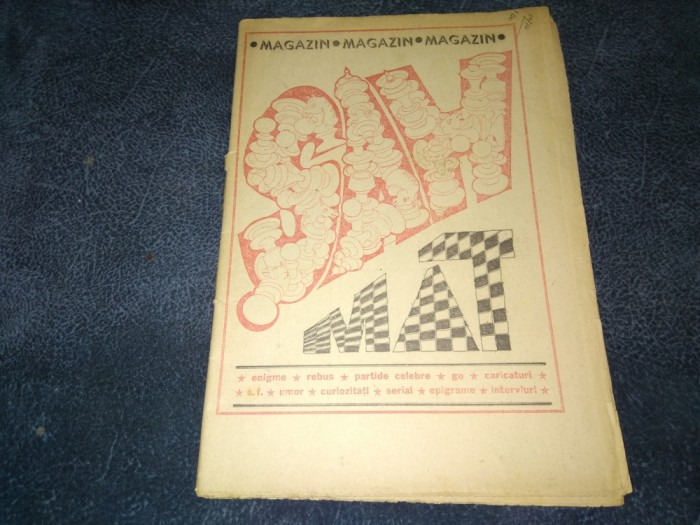 • MAGAZIN • MAGAZIN • MAGAZIN •
ȘAH
MAT
★ enigme ★ rebus ★ partide celebre ★ go ★ caricaturi ★
★ s.f. ★ umor ★ curiozități ★ serial ★ epigrame ★ interviuri ★